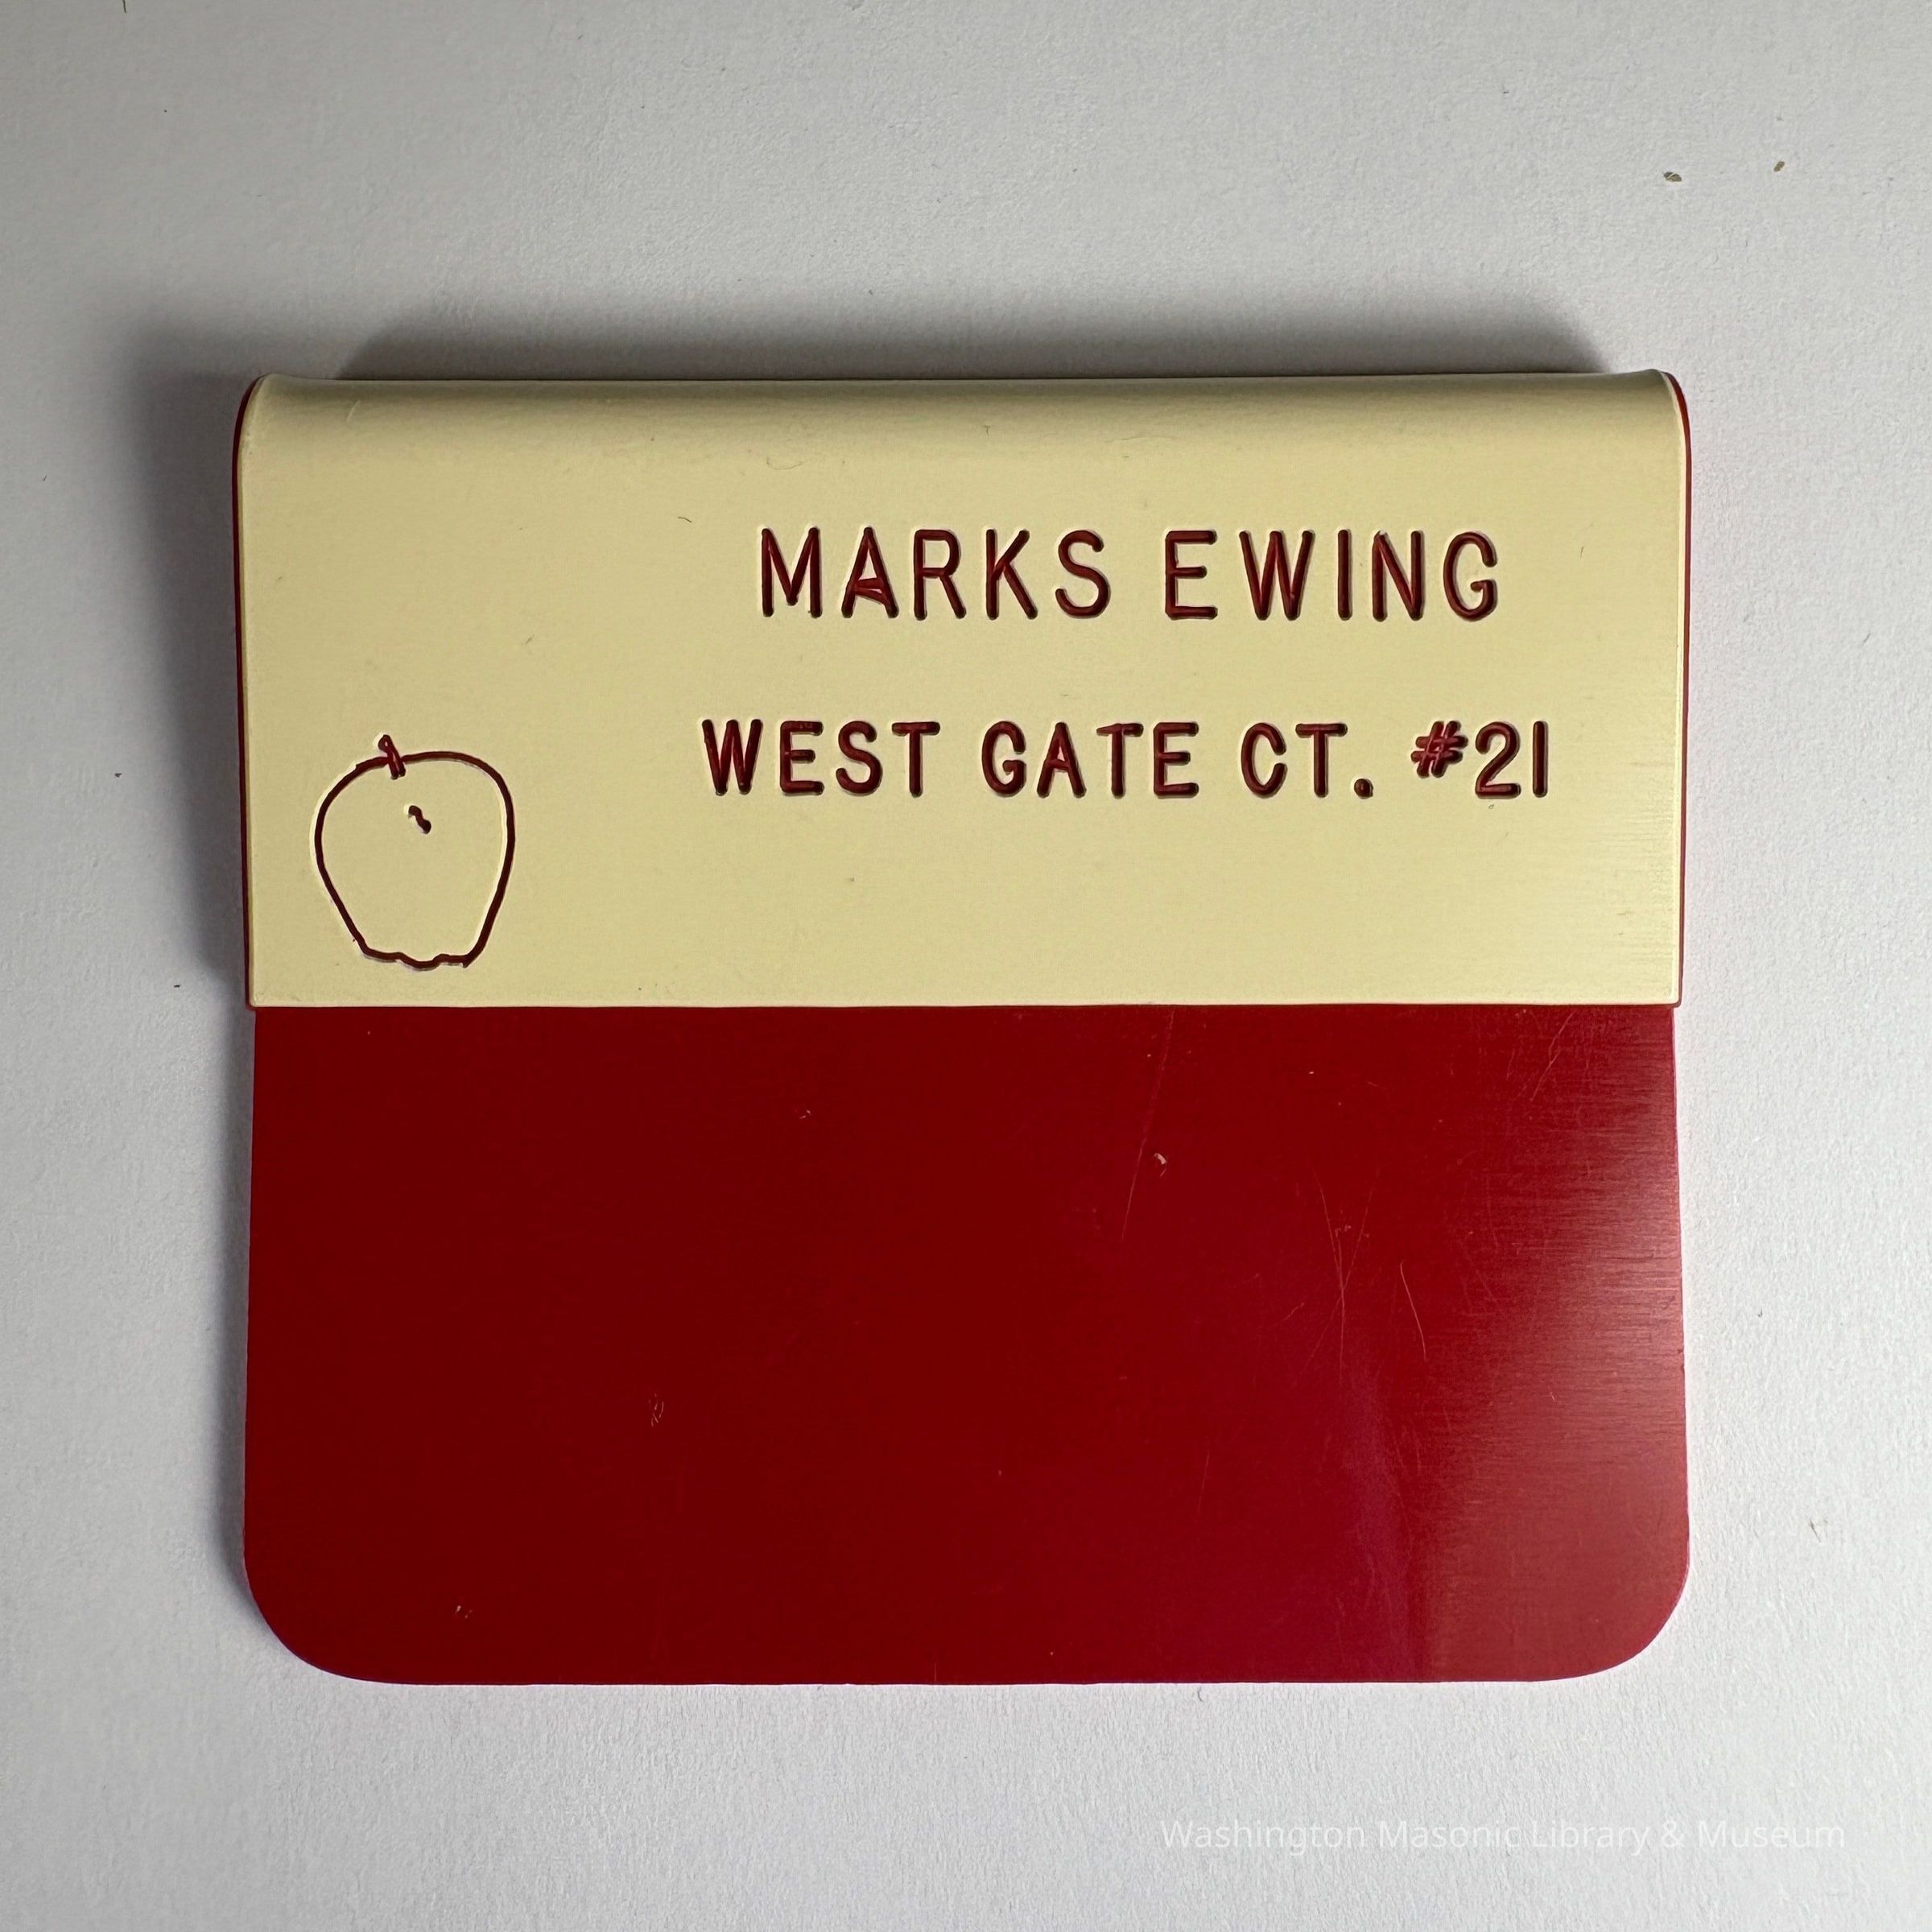 MARKS EWING
WEST GATE CT. #21
Washington Masonic Library & Museum